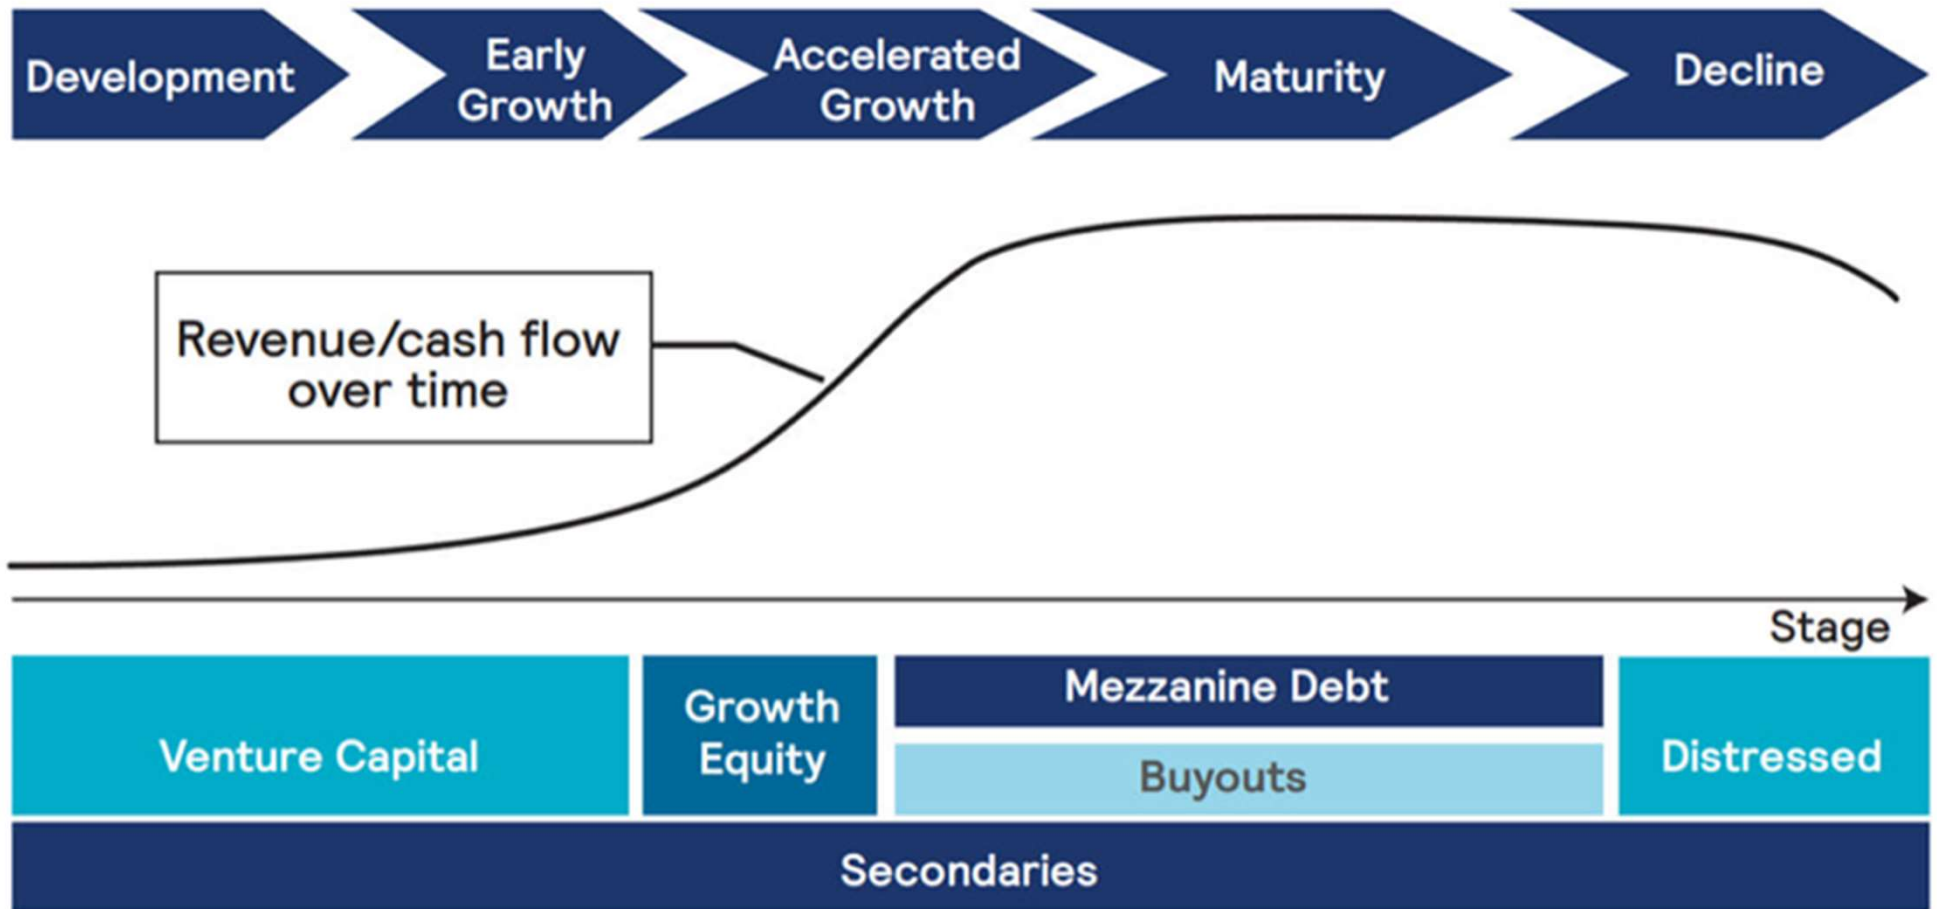 Development
Early
Growth
Accelerated
Growth
Maturity
Decline
Revenue/cash flow
over time
Stage
Venture Capital
Growth
Equity
Mezzanine Debt
Buyouts
Distressed
Secondaries